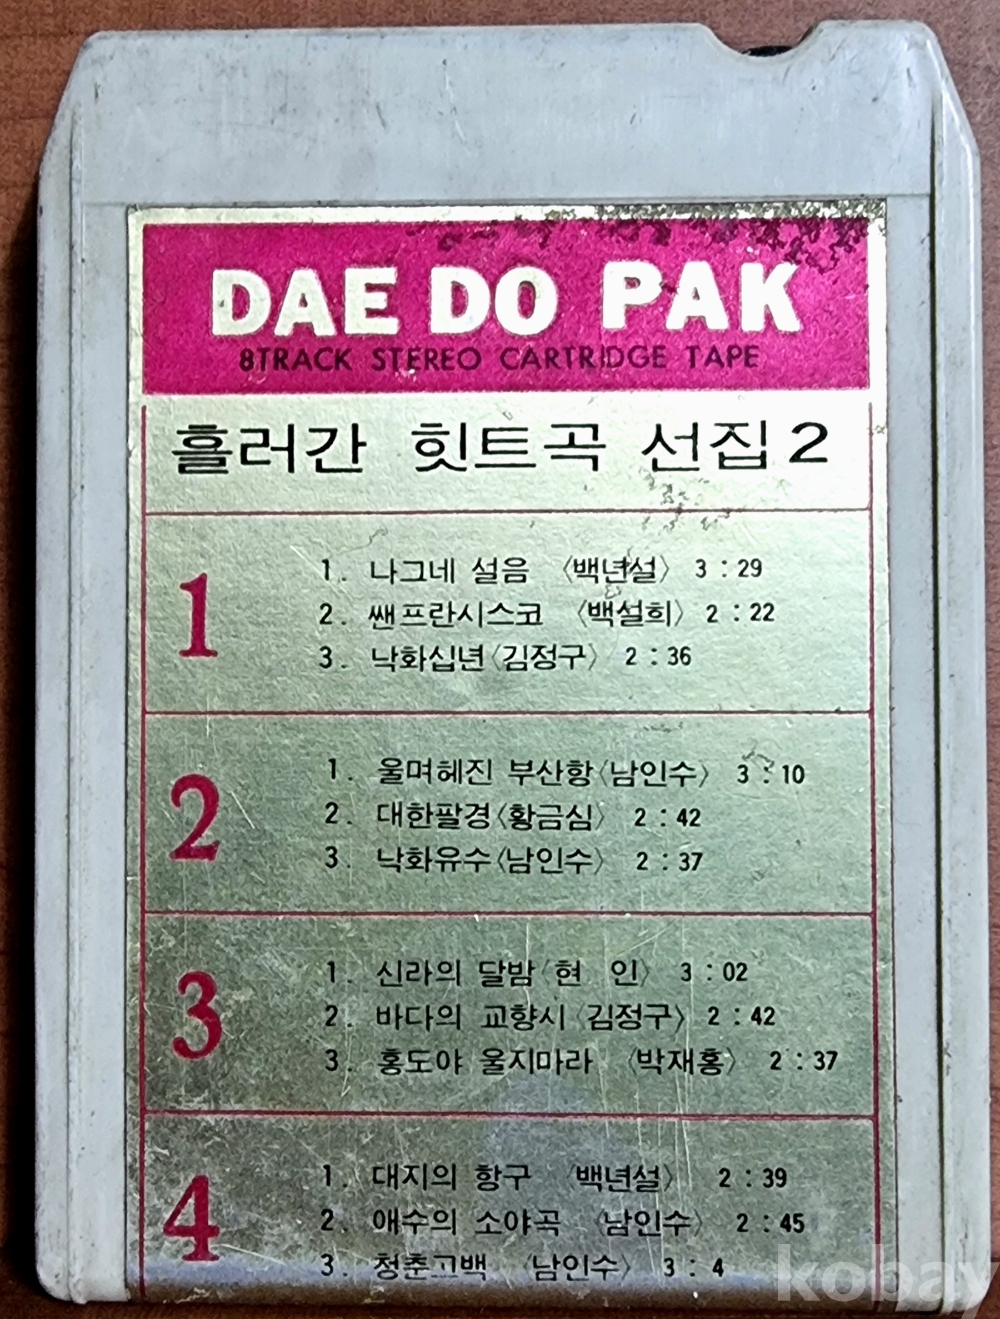 DAE DO PAK
8TRACK STEREO CARTRIDGE TAPE
흘러간 힛트곡 선집 2
1
1. 나그네 설음 〈백년설〉 3:29
2. 쌘프란시스코 〈백설희〉 2:22
3. 낙화십년〈김정구〉 2:36
2
1. 울며헤진 부산항〈남인수〉 3:10
2. 대한팔경〈황금심〉 2:42
3. 낙화유수〈남인수〉 2:37
3
1. 신라의 달밤〈현 인〉 3:02
2. 바다의 교향시〈김정구〉 2:42
3. 홍도야 울지마라 〈박재홍〉 2:37
4
1. 대지의 항구 〈백년설〉 2:39
2. 애수의 소야곡 〈남인수〉 2:45
3. 청춘고백 〈남인수〉 3:4
kobay